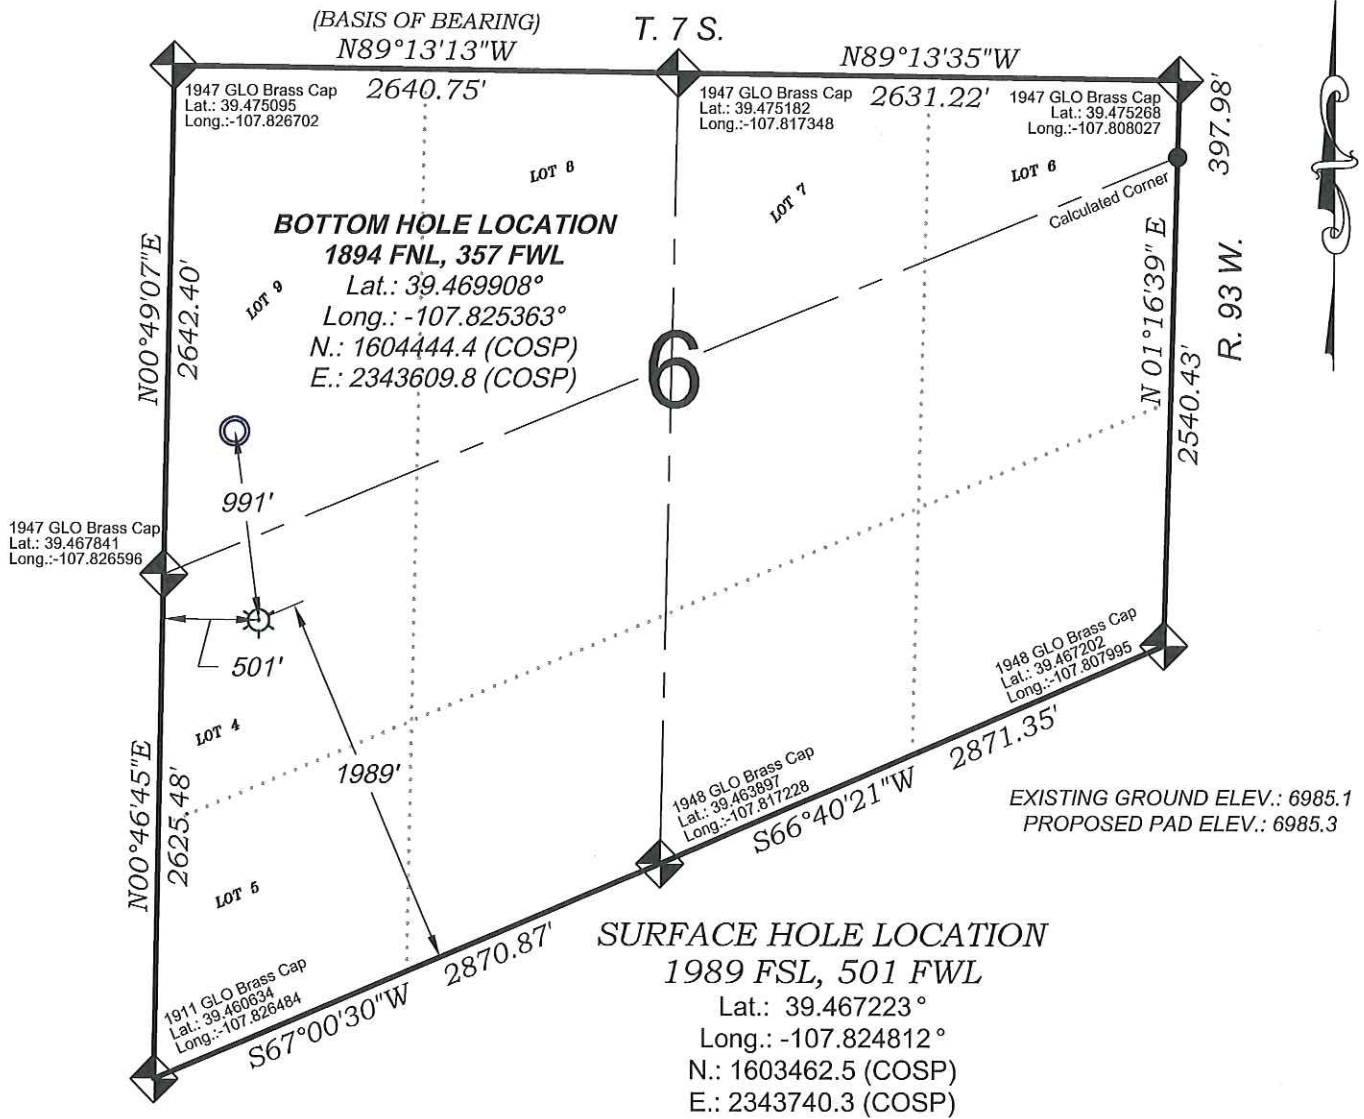 (BASIS OF BEARING)
N89°13'13"W
T. 7 S.
N89°13'35"W
2640.75'
2631.22'
1947 GLO Brass Cap
Lat.: 39.475095
Long.:-107.826702
1947 GLO Brass Cap
Lat.: 39.475182
Long.:-107.817348
1947 GLO Brass Cap
Lat.: 39.475268
Long.:-107.808027
397.98'
LOT 8
LOT 7
LOT 6
Calculated Corner
BOTTOM HOLE LOCATION
1894 FNL, 357 FWL
Lat.: 39.469908°
Long.: -107.825363°
N.: 1604444.4 (COSP)
E.: 2343609.8 (COSP)
LOT 9
N00°49'07"E
2642.40'
6
N 01°16'39" E
2540.43'
R. 93 W.
991'
1947 GLO Brass Cap
Lat.: 39.467841
Long.:-107.826596
501'
LOT 4
1989'
N00°46'45"E
2625.48'
LOT 5
1948 GLO Brass Cap
Lat.: 39.467202
Long.:-107.807995
1948 GLO Brass Cap
Lat.: 39.463897
Long.:-107.817228
2871.35'
S66°40'21"W
EXISTING GROUND ELEV.: 6985.1
PROPOSED PAD ELEV.: 6985.3
1911 GLO Brass Cap
Lat.: 39.460634
Long.:-107.826484
2870.87'
S67°00'30"W
SURFACE HOLE LOCATION
1989 FSL, 501 FWL
Lat.: 39.467223°
Long.: -107.824812°
N.: 1603462.5 (COSP)
E.: 2343740.3 (COSP)